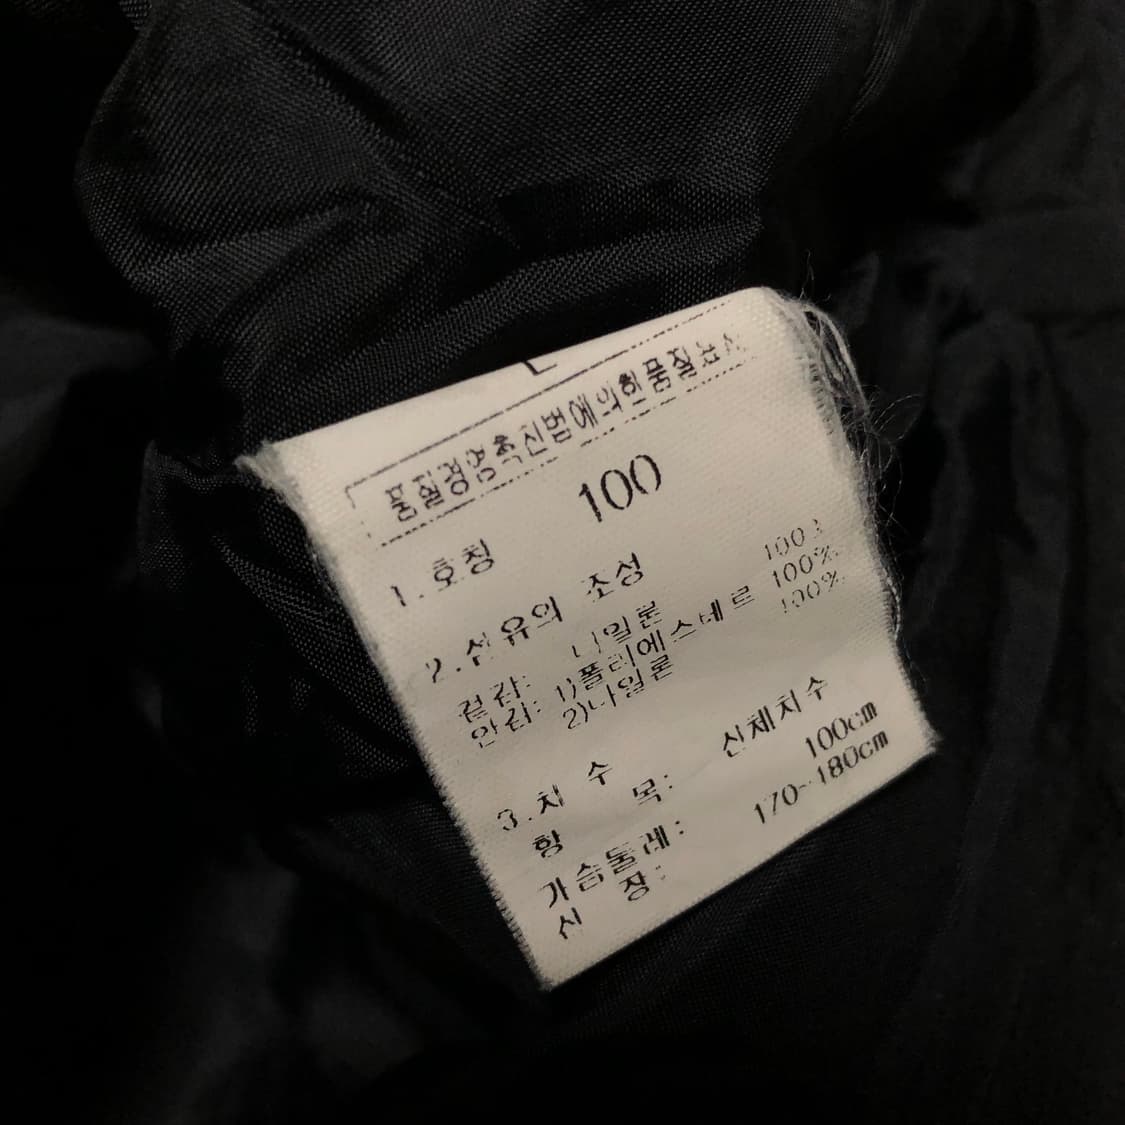 L
품질경영촉진법에의한품질표시
1.호칭 100
2.섬유의 조성
겉감: 나일론 100%
안감: 1)폴리에스테르 100%
2)나일론 100%
3.치 수
항 목: 신체치수
가슴둘레: 100cm
신 장: 170~180cm